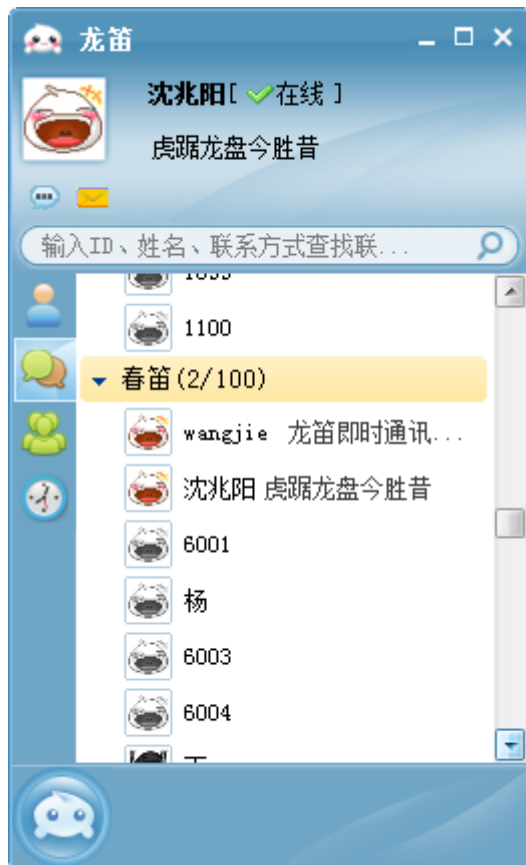 龙笛
沈兆阳[ 在线 ]
虎踞龙盘今胜昔
输入ID、姓名、联系方式查找联...
1099
1100
春笛(2/100)
wangjie 龙笛即时通讯...
沈兆阳 虎踞龙盘今胜昔
6001
杨
6003
6004